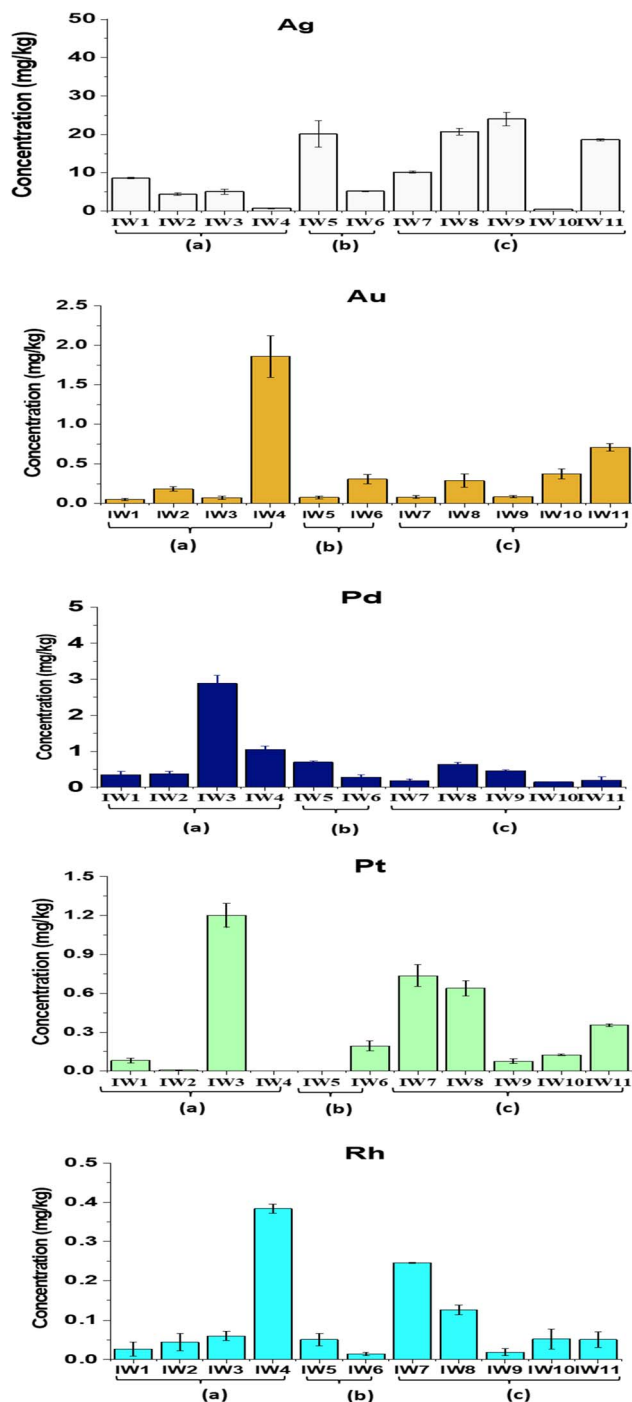 Ag
Concentration (mg/kg)
50
40
30
20
10
0
IW1 IW2 IW3 IW4 IW5 IW6 IW7 IW8 IW9 IW10 IW11
(a) (b) (c)
Au
Concentration (mg/kg)
2.5
2.0
1.5
1.0
0.5
0.0
IW1 IW2 IW3 IW4 IW5 IW6 IW7 IW8 IW9 IW10 IW11
(a) (b) (c)
Pd
Concentration (mg/kg)
5
4
3
2
1
0
IW1 IW2 IW3 IW4 IW5 IW6 IW7 IW8 IW9 IW10 IW11
(a) (b) (c)
Pt
Concentration (mg/kg)
1.5
1.2
0.9
0.6
0.3
0.0
IW1 IW2 IW3 IW4 IW5 IW6 IW7 IW8 IW9 IW10 IW11
(a) (b) (c)
Rh
Concentration (mg/kg)
0.5
0.4
0.3
0.2
0.1
0.0
IW1 IW2 IW3 IW4 IW5 IW6 IW7 IW8 IW9 IW10 IW11
(a) (b) (c)